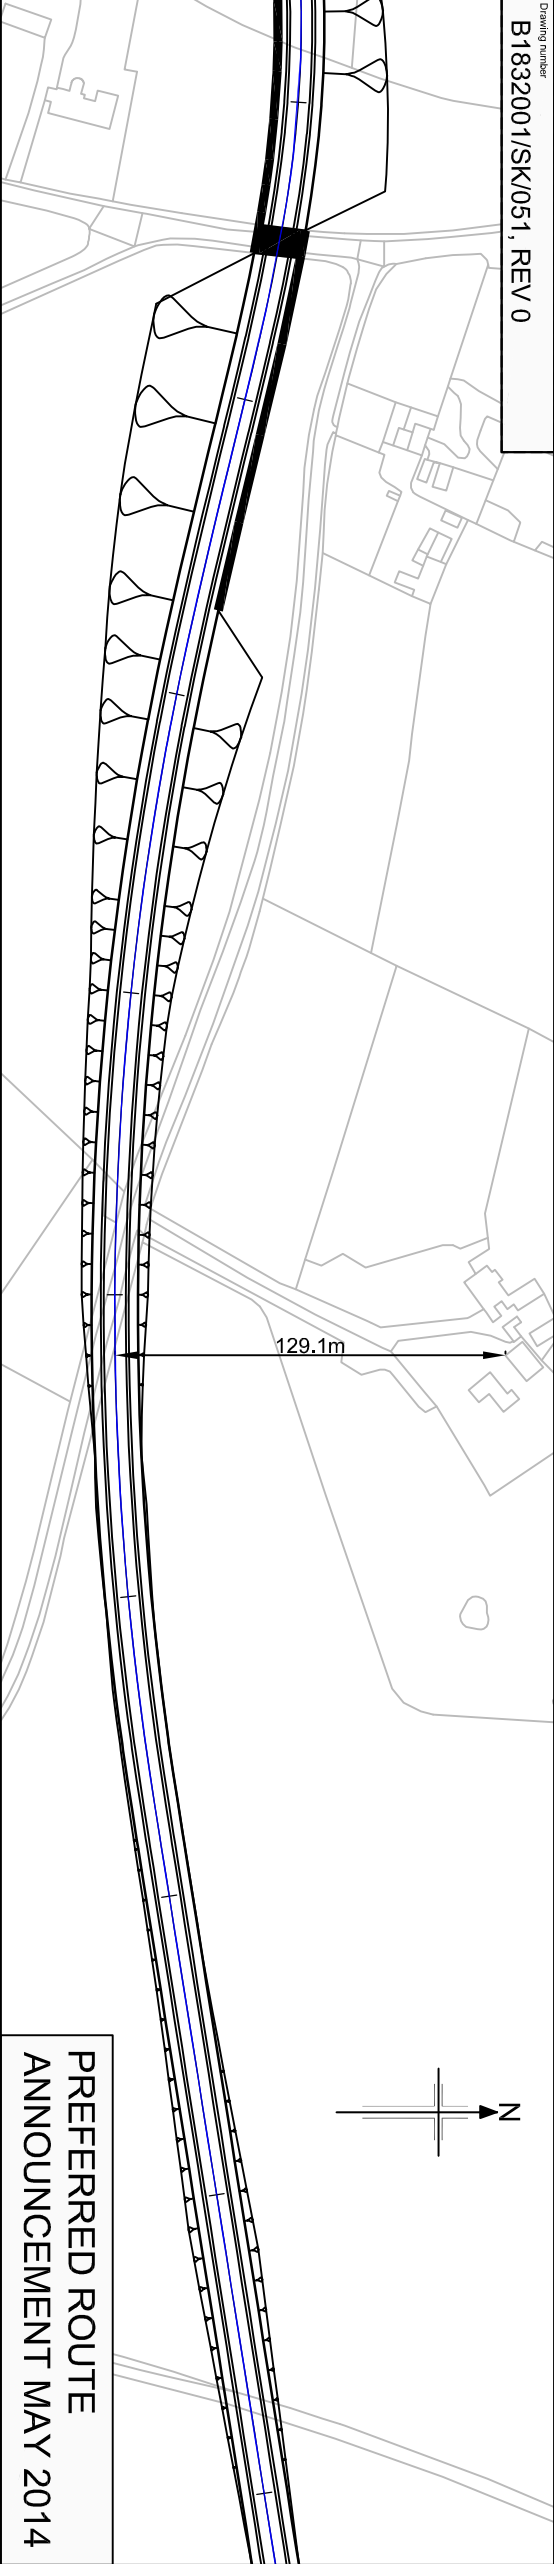 Drawing number
B1832001/SK/051, REV 0
129.1m
N
PREFERRED ROUTE
ANNOUNCEMENT MAY 2014